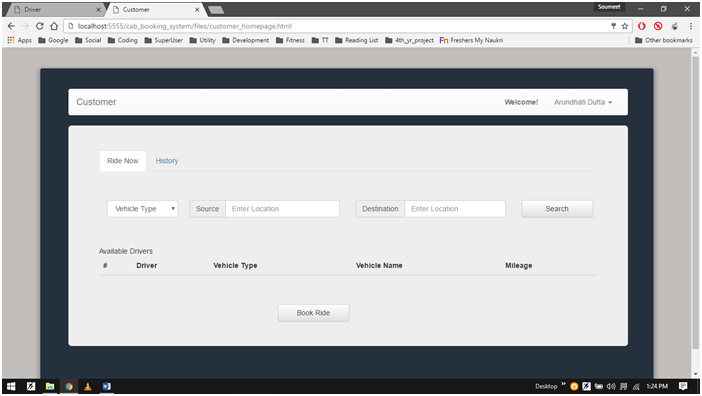 Soumeet
Driver
Customer
localhost:5555/cab_booking_system/files/customer_homepage.html
Apps Google Social Coding SuperUser Utility Development Fitness TT Reading List 4th_yr_project Freshers My Naukri Other bookmarks
Customer Welcome! Arundhati Dutta
Ride Now History
Vehicle Type Source Enter Location Destination Enter Location Search
Available Drivers
# Driver Vehicle Type Vehicle Name Mileage
Book Ride
Desktop 1:24 PM